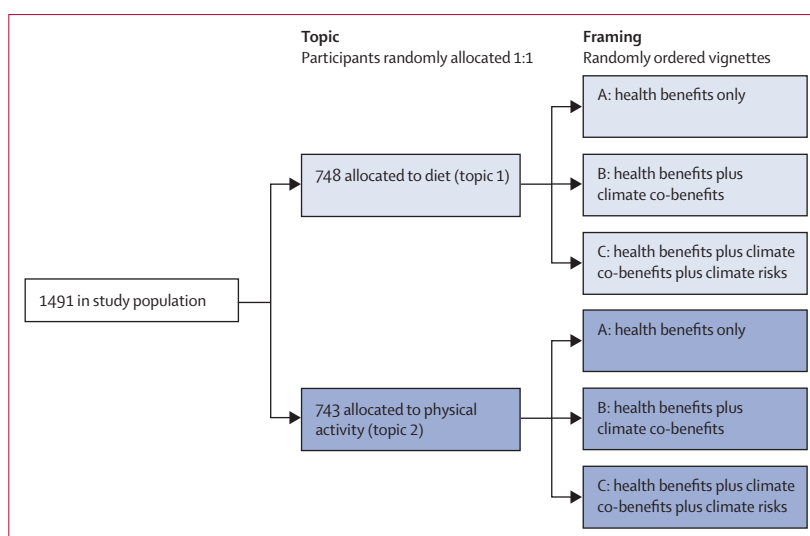 Topic
Participants randomly allocated 1:1
Framing
Randomly ordered vignettes
1491 in study population
748 allocated to diet (topic 1)
A: health benefits only
B: health benefits plus
climate co-benefits
C: health benefits plus climate
co-benefits plus climate risks
743 allocated to physical
activity (topic 2)
A: health benefits only
B: health benefits plus
climate co-benefits
C: health benefits plus climate
co-benefits plus climate risks